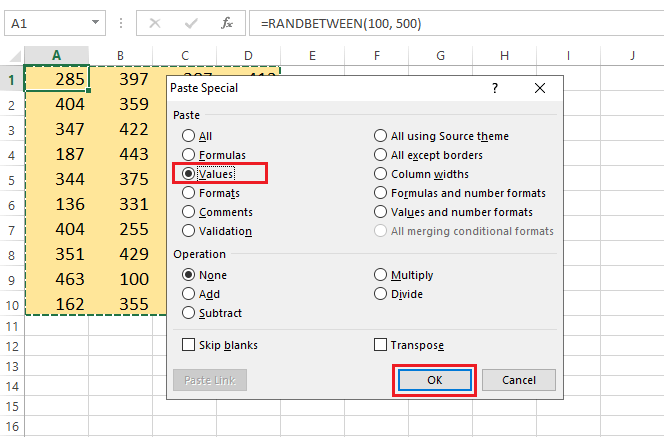 A1 fx =RANDBETWEEN(100, 500)
A B C D E F G H I J
1 285 397
2 404 359
3 347 422
4 187 443
5 344 375
6 136 331
7 404 255
8 351 429
9 463 100
10 162 355
11
12
13
14
15
16
Paste Special ?
Paste
All All using Source theme
Formulas All except borders
Values Column widths
Formats Formulas and number formats
Comments Values and number formats
Validation All merging conditional formats
Operation
None Multiply
Add Divide
Subtract
Skip blanks Transpose
Paste Link OK Cancel